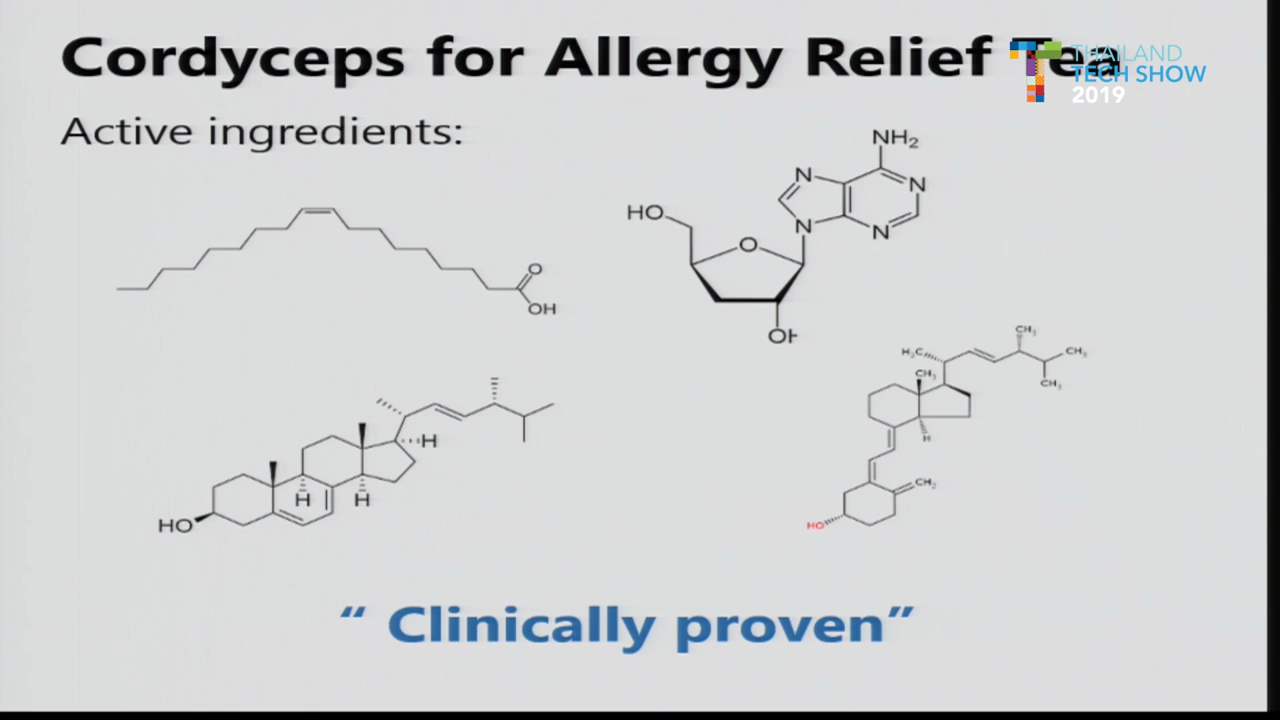 Cordyceps for Allergy Relief Tea
THAILAND
TECH SHOW
2019
Active ingredients:
NH2
N
N
HO
N
N
O
O
OH
OH
CH3
H3C
CH3
CH3
CH3
H
H
H
H
CH2
HO
HO
“ Clinically proven”